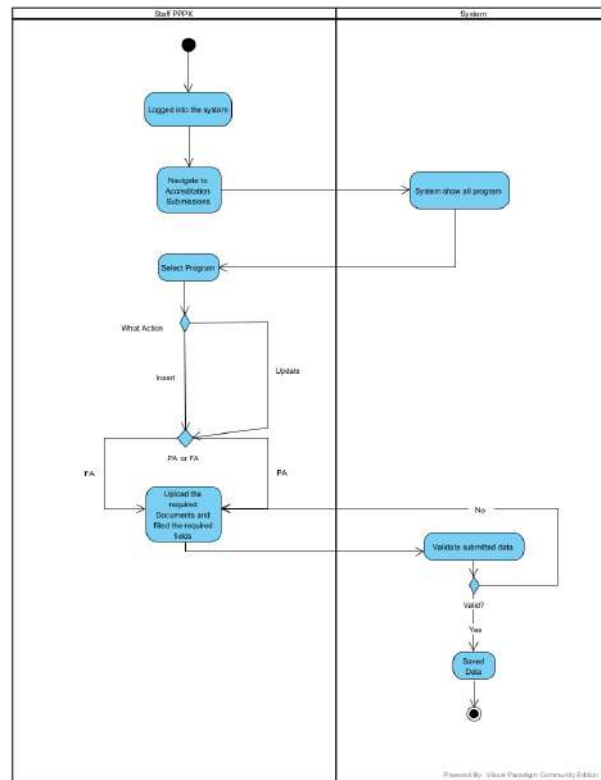 Staff PPPK
System
Logged into the system
Navigate to
Accreditation
Submissions
System show all program
Select Program
What Action
Insert
Update
PA or FA
FA
PA
Upload the
required
Documents and
filled the required
fields
No
Validate submitted data
Valid?
Yes
Saved
Data
Powered By Visual Paradigm Community Edition